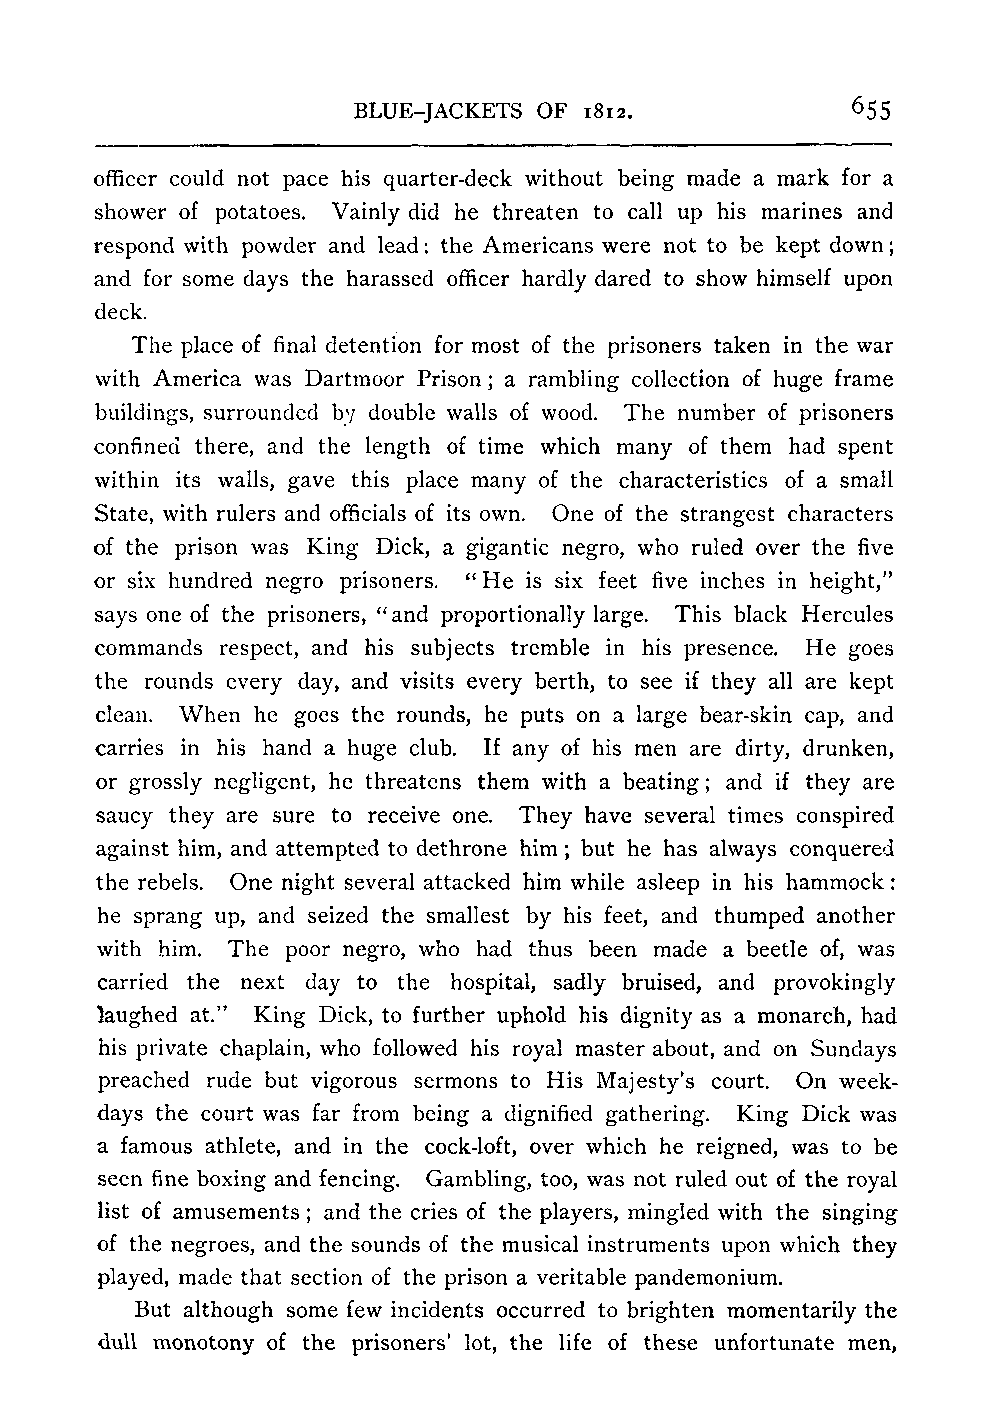 BLUE-JACKETS OF 1812. 655
officer could not pace his quarter-deck without being made a mark for a
shower of potatoes. Vainly did he threaten to call up his marines and
respond with powder and lead: the Americans were not to be kept down;
and for some days the harassed officer hardly dared to show himself upon
deck.
The place of final detention for most of the prisoners taken in the war
with America was Dartmoor Prison; a rambling collection of huge frame
buildings, surrounded by double walls of wood. The number of prisoners
confined there, and the length of time which many of them had spent
within its walls, gave this place many of the characteristics of a small
State, with rulers and officials of its own. One of the strangest characters
of the prison was King Dick, a gigantic negro, who ruled over the five
or six hundred negro prisoners. "He is six feet five inches in height,"
says one of the prisoners, "and proportionally large. This black Hercules
commands respect, and his subjects tremble in his presence. He goes
the rounds every day, and visits every berth, to see if they all are kept
clean. When he goes the rounds, he puts on a large bear-skin cap, and
carries in his hand a huge club. If any of his men are dirty, drunken,
or grossly negligent, he threatens them with a beating; and if they are
saucy they are sure to receive one. They have several times conspired
against him, and attempted to dethrone him; but he has always conquered
the rebels. One night several attacked him while asleep in his hammock:
he sprang up, and seized the smallest by his feet, and thumped another
with him. The poor negro, who had thus been made a beetle of, was
carried the next day to the hospital, sadly bruised, and provokingly
laughed at." King Dick, to further uphold his dignity as a monarch, had
his private chaplain, who followed his royal master about, and on Sundays
preached rude but vigorous sermons to His Majesty's court. On week-
days the court was far from being a dignified gathering. King Dick was
a famous athlete, and in the cock-loft, over which he reigned, was to be
seen fine boxing and fencing. Gambling, too, was not ruled out of the royal
list of amusements; and the cries of the players, mingled with the singing
of the negroes, and the sounds of the musical instruments upon which they
played, made that section of the prison a veritable pandemonium.
But although some few incidents occurred to brighten momentarily the
dull monotony of the prisoners' lot, the life of these unfortunate men,